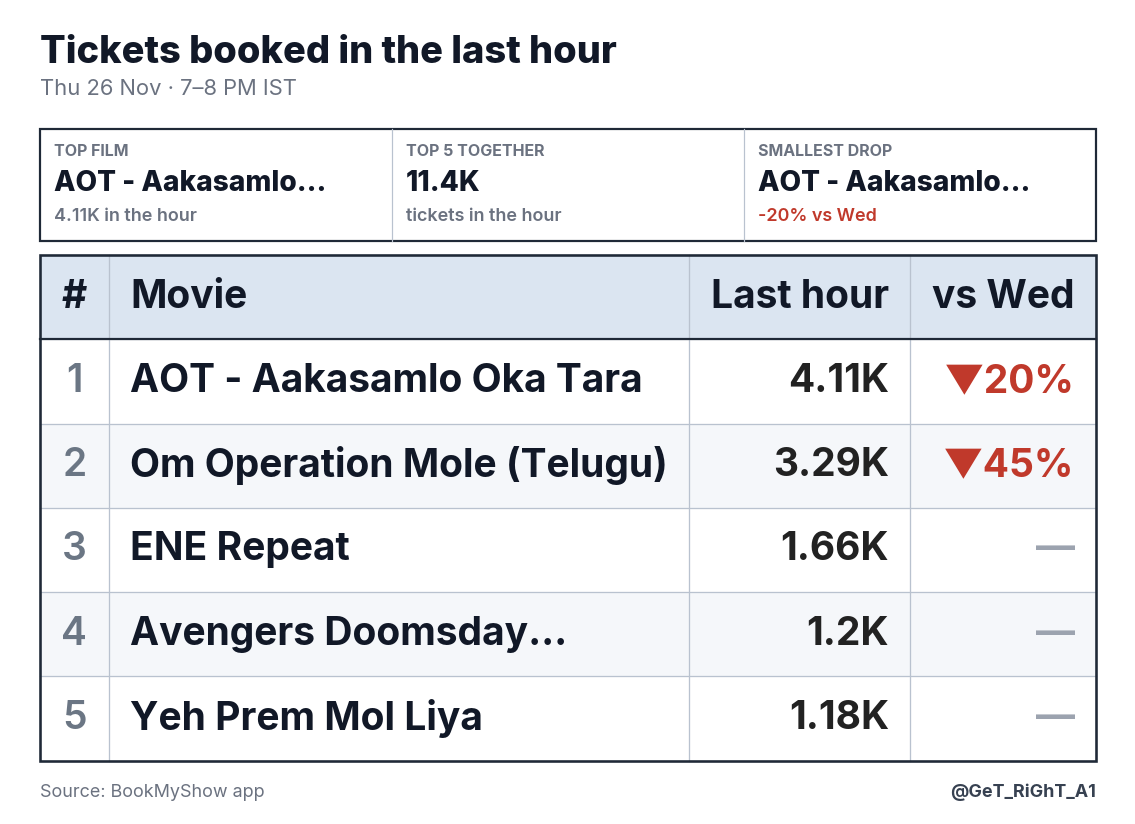 Tickets booked in the last hour
Thu 26 Nov · 7–8 PM IST
TOP FILM
AOT - Aakasamlo...
4.11K in the hour
TOP 5 TOGETHER
11.4K
tickets in the hour
SMALLEST DROP
AOT - Aakasamlo...
-20% vs Wed
# Movie Last hour vs Wed
1 AOT - Aakasamlo Oka Tara 4.11K ▼20%
2 Om Operation Mole (Telugu) 3.29K ▼45%
3 ENE Repeat 1.66K —
4 Avengers Doomsday... 1.2K —
5 Yeh Prem Mol Liya 1.18K —
Source: BookMyShow app
@GeT_RiGhT_A1